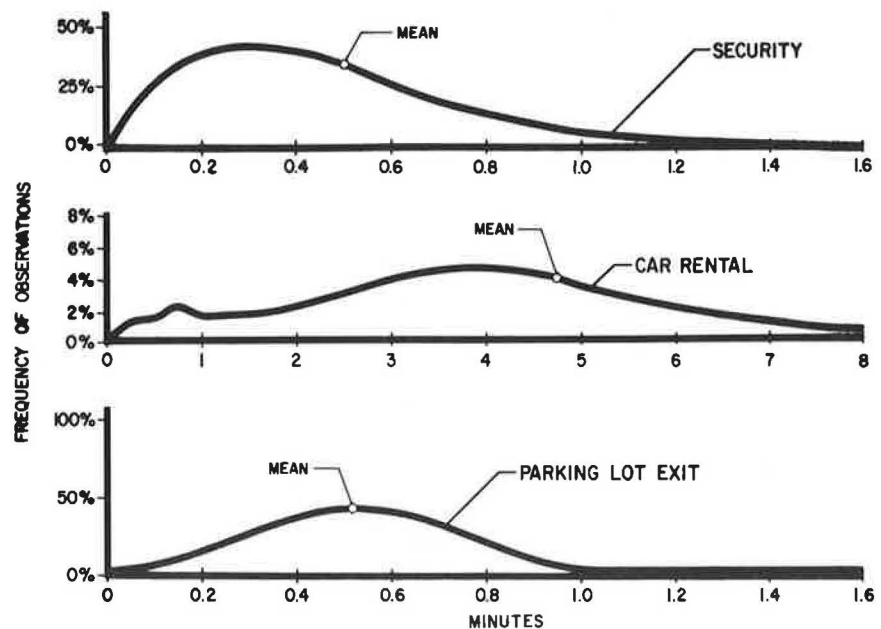 FREQUENCY OF OBSERVATIONS
50%
25%
0%
MEAN
SECURITY
0 0.2 0.4 0.6 0.8 1.0 1.2 1.4 1.6
8%
6%
4%
2%
0%
MEAN
CAR RENTAL
0 1 2 3 4 5 6 7 8
100%
50%
0%
MEAN
PARKING LOT EXIT
0 0.2 0.4 0.6 0.8 1.0 1.2 1.4 1.6
MINUTES